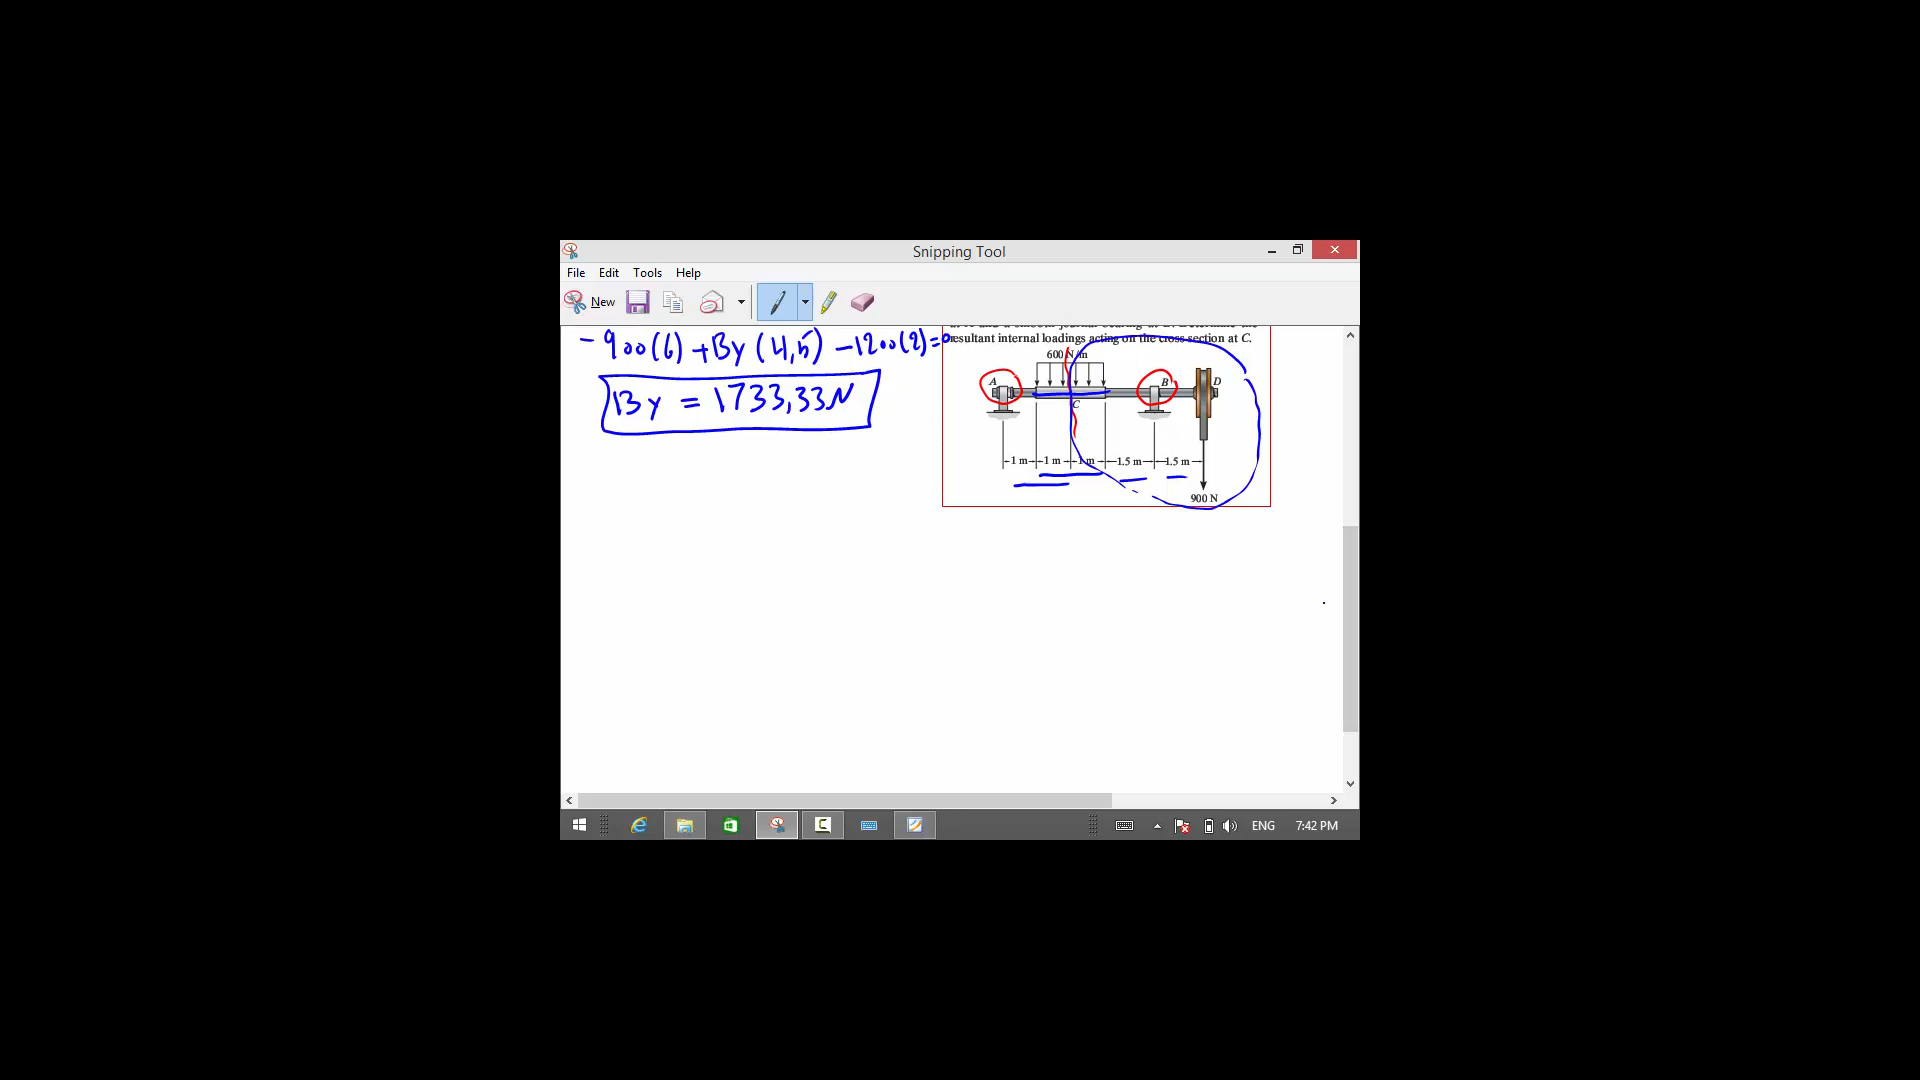 Snipping Tool
File Edit Tools Help
New
- 900(6) + By (4,5) - 1200(2) = 0
By = 1733,33N
resultant internal loadings acting on the cross section at C.
600 N/m
A
B
D
C
1 m 1 m 1 m 1.5 m 1.5 m
900 N
ENG 7:42 PM